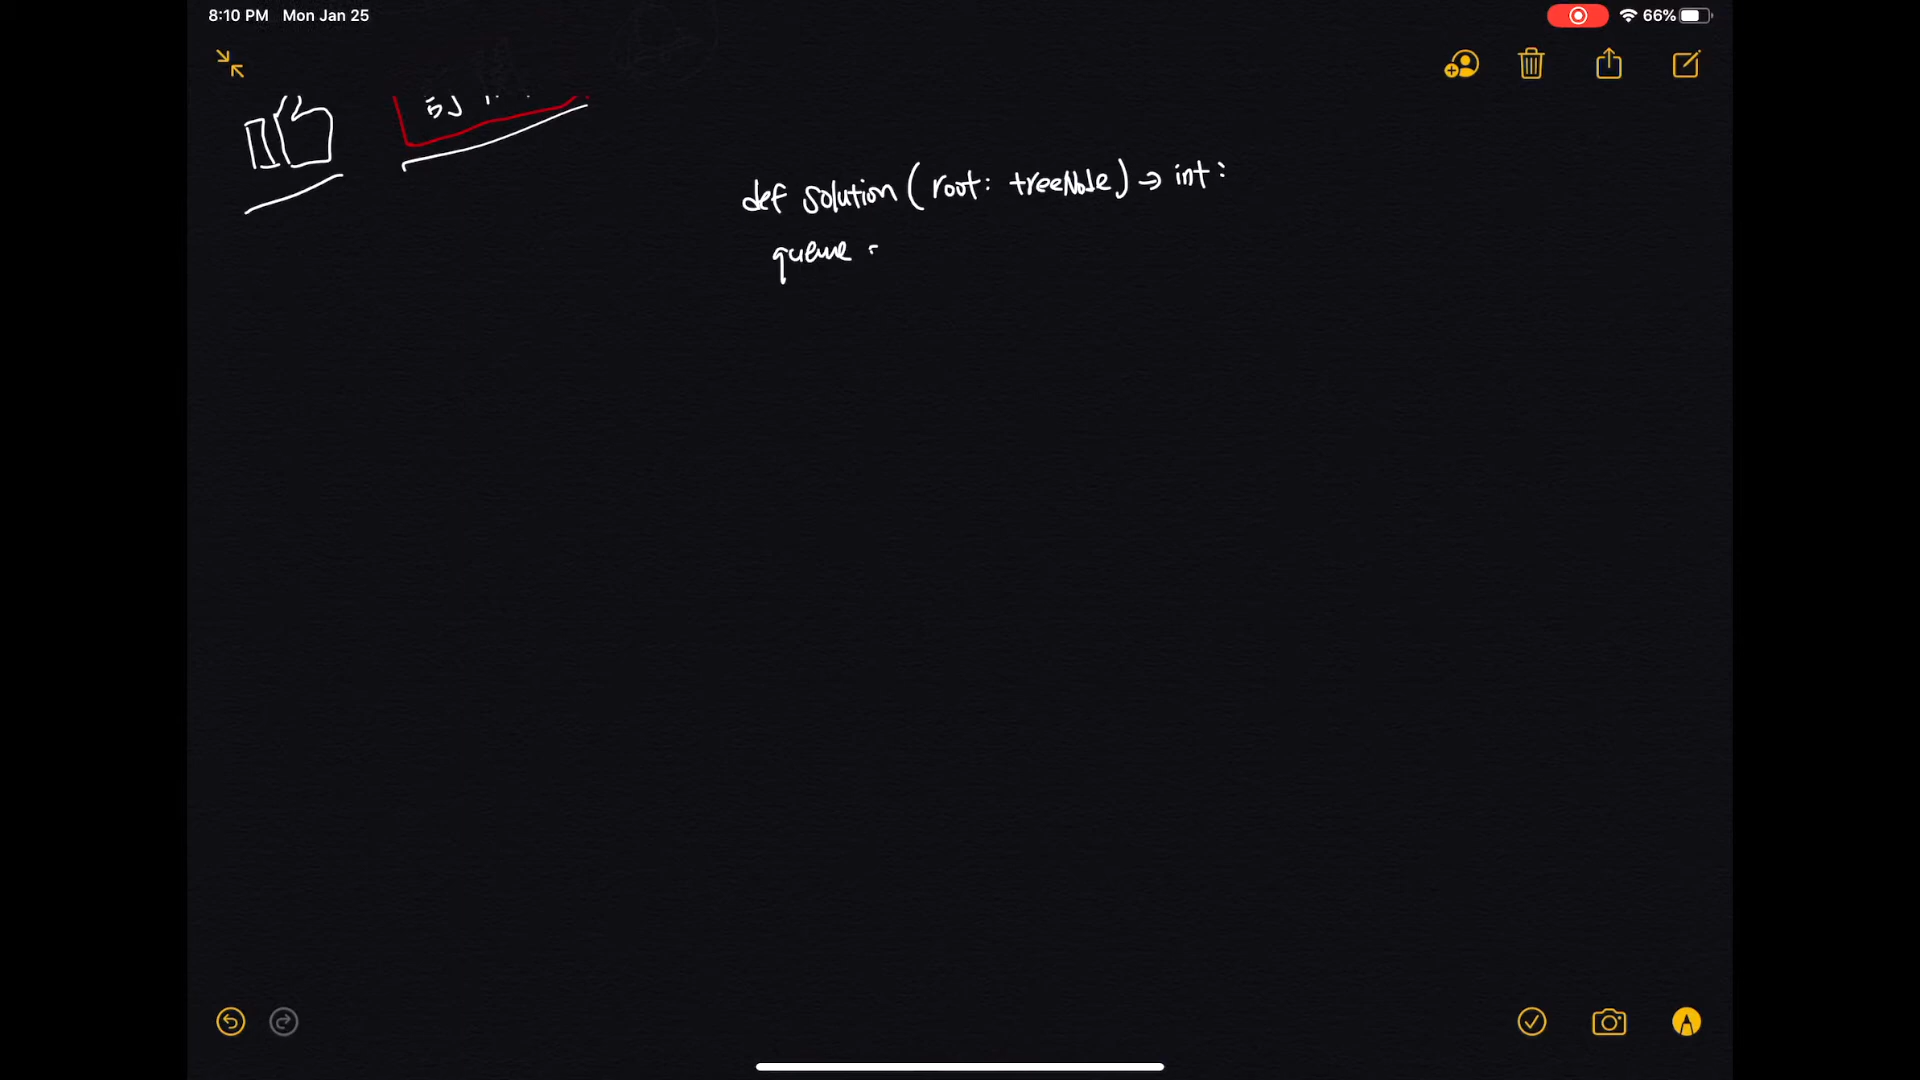 8:10 PM Mon Jan 25
66%
def solution (root: treeNode) → int:
queue =